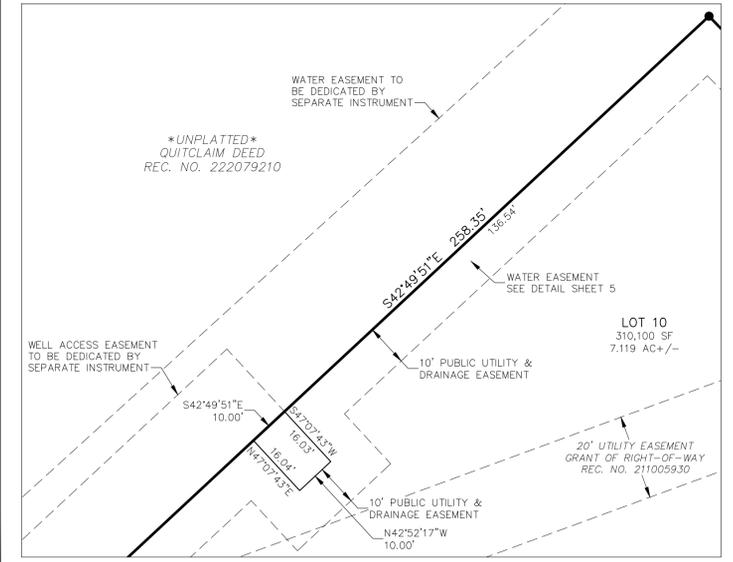 WATER EASEMENT TO
BE DEDICATED BY
SEPARATE INSTRUMENT
*UNPLATTED*
QUITCLAIM DEED
REC. NO. 222079210
S42°49'51"E 258.35'
136.54'
WATER EASEMENT
SEE DETAIL SHEET 5
LOT 10
310,100 SF
7.119 AC+/-
WELL ACCESS EASEMENT
TO BE DEDICATED BY
SEPARATE INSTRUMENT
10' PUBLIC UTILITY &
DRAINAGE EASEMENT
S42°49'51"E
10.00'
S47°07'43"W
16.03'
16.04'
N47°07'43"E
20' UTILITY EASEMENT
GRANT OF RIGHT-OF-WAY
REC. NO. 211005930
10' PUBLIC UTILITY &
DRAINAGE EASEMENT
N42°52'17"W
10.00'